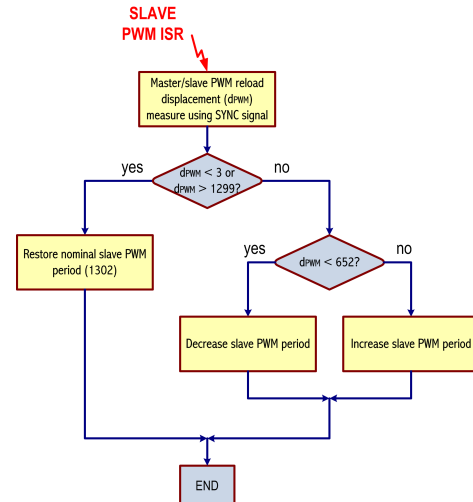 SLAVE
PWM ISR
Master/slave PWM reload
displacement (dPWM)
measure using SYNC signal
yes
no
dPWM < 3 or
dPWM > 1299?
Restore nominal slave PWM
period (1302)
yes
no
dPWM < 652?
Decrease slave PWM period
Increase slave PWM period
END